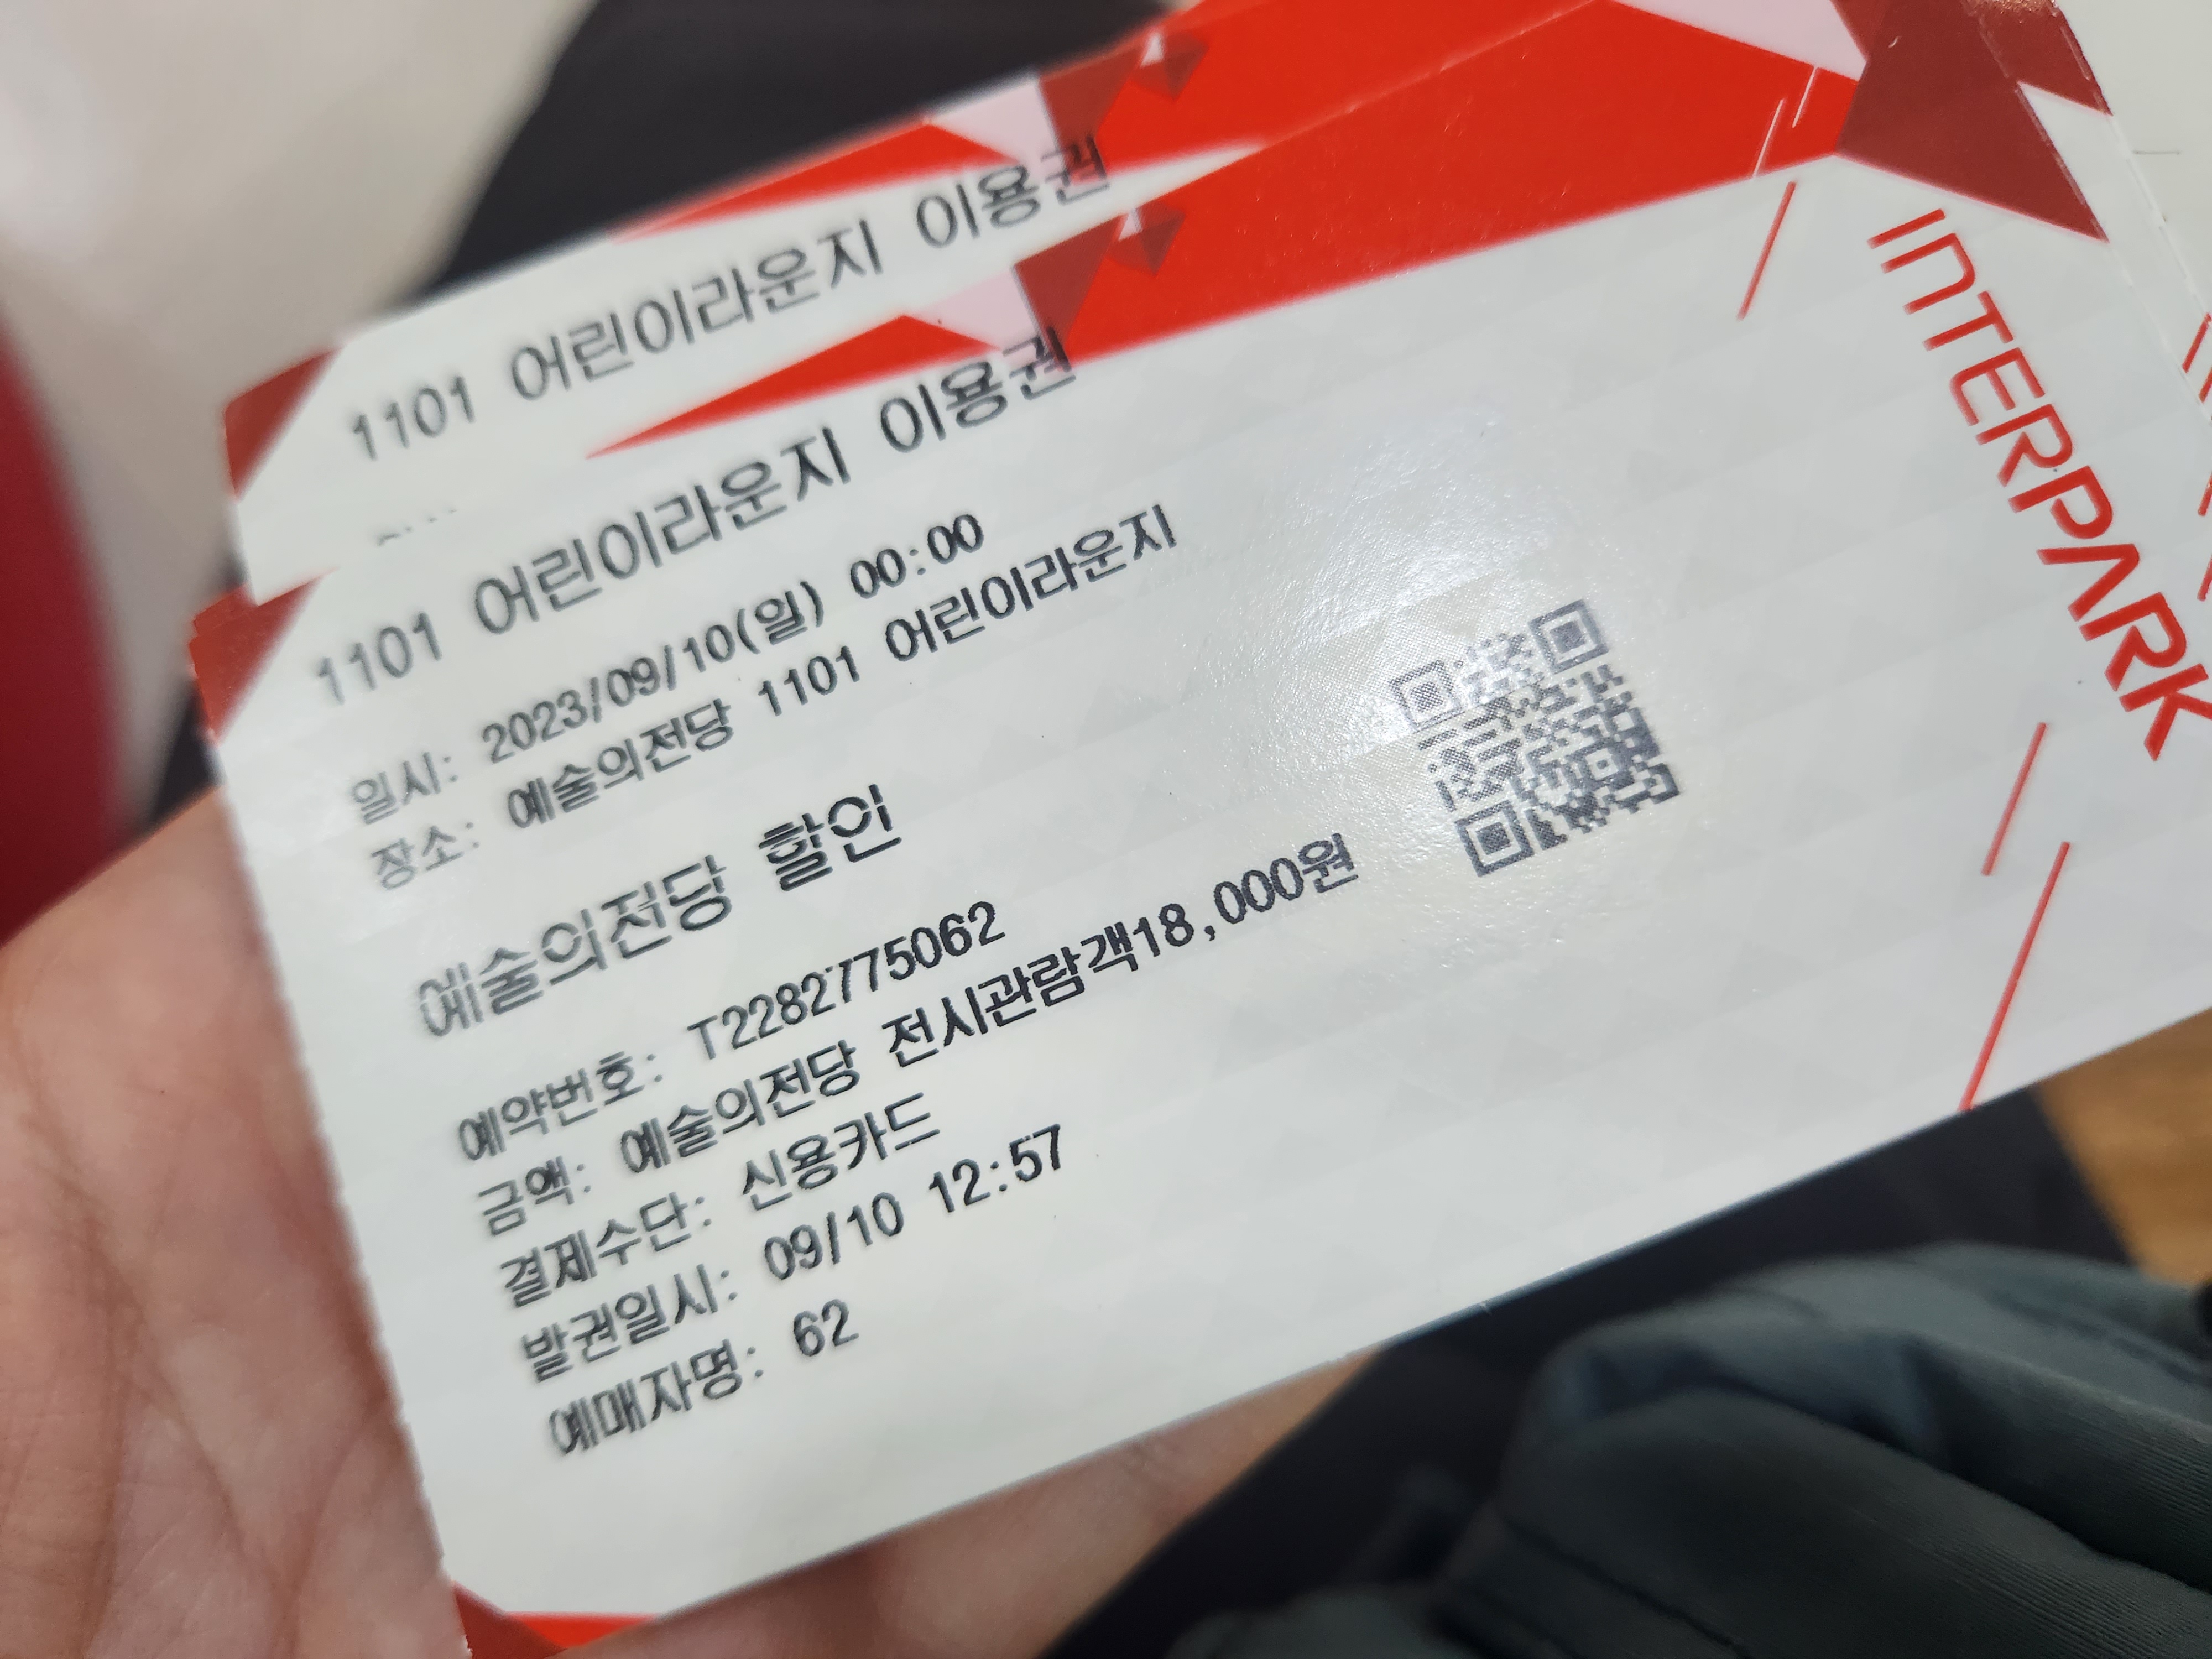 1101 어린이라운지 이용권
1101 어린이라운지 이용권
일시: 2023/09/10(일) 00:00
장소: 예술의전당 1101 어린이라운지
예술의전당 할인
예약번호: T2282775062
금액: 예술의전당 전시관람객18,000원
결제수단: 신용카드
발권일시: 09/10 12:57
예매자명: 62
INTERPARK